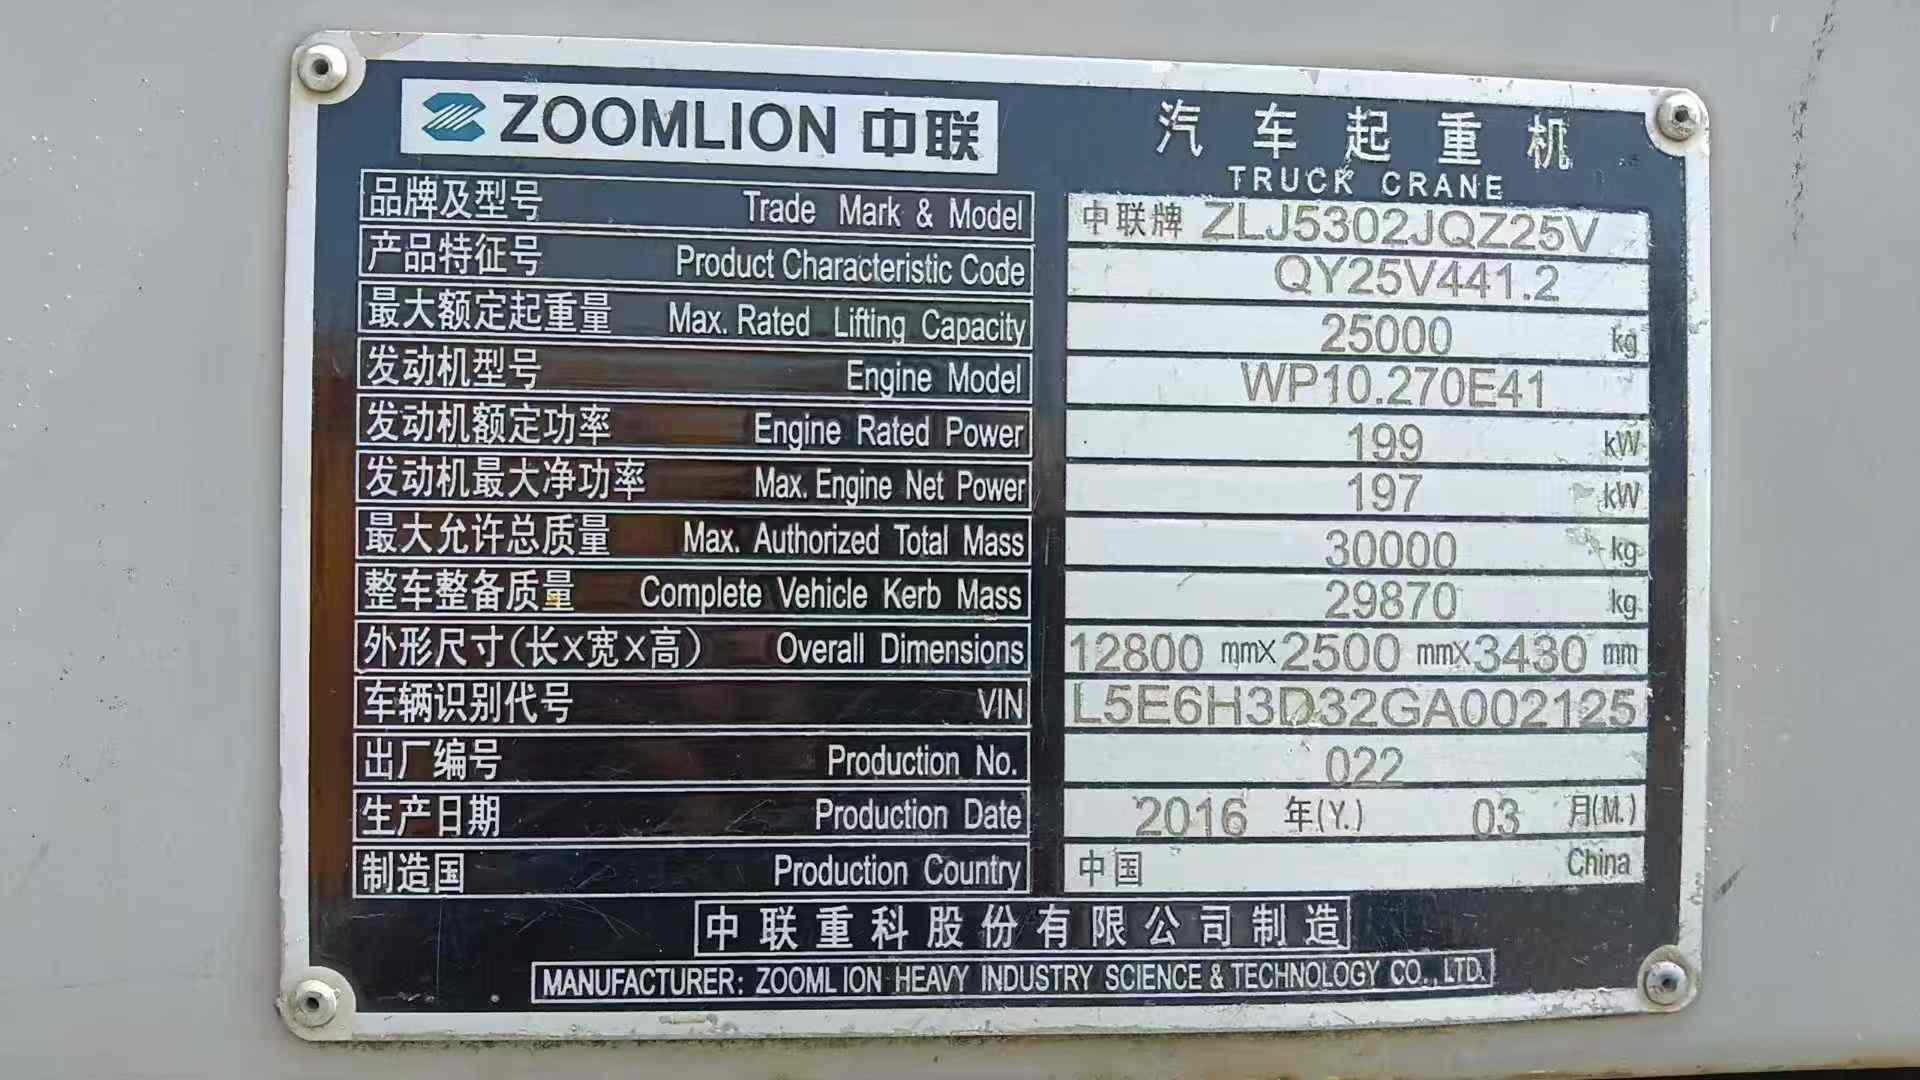 ZOOMLION 中联
汽车起重机
TRUCK CRANE
品牌及型号 Trade Mark & Model 中联牌 ZLJ5302JQZ25V
产品特征号 Product Characteristic Code QY25V441.2
最大额定起重量 Max. Rated Lifting Capacity 25000 kg
发动机型号 Engine Model WP10.270E41
发动机额定功率 Engine Rated Power 199 kW
发动机最大净功率 Max. Engine Net Power 197 kW
最大允许总质量 Max. Authorized Total Mass 30000 kg
整车整备质量 Complete Vehicle Kerb Mass 29870 kg
外形尺寸(长×宽×高) Overall Dimensions 12800 mm×2500 mm×3430 mm
车辆识别代号 VIN L5E6H3D32GA002125
出厂编号 Production No. 022
生产日期 Production Date 2016 年(Y.) 03 月(M.)
制造国 Production Country 中国 China
中联重科股份有限公司制造
MANUFACTURER: ZOOMLION HEAVY INDUSTRY SCIENCE & TECHNOLOGY CO., LTD.